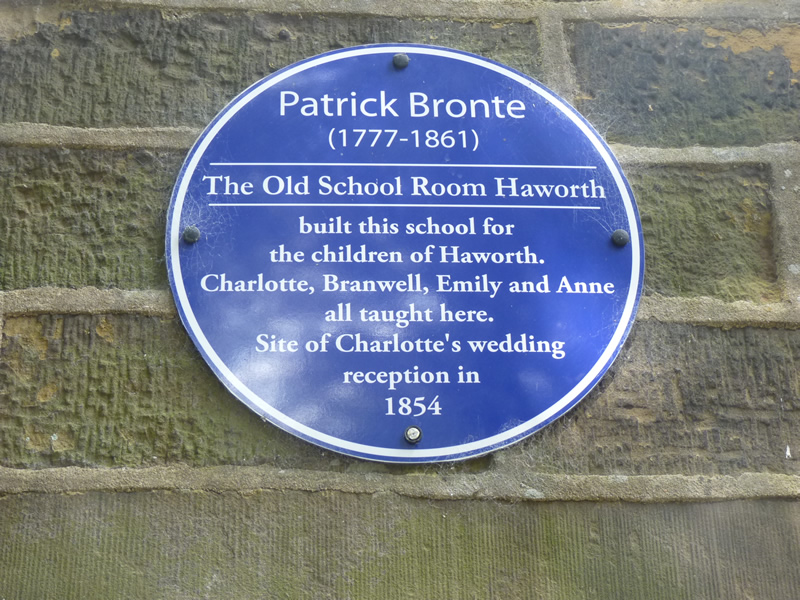 Patrick Bronte
(1777-1861)
The Old School Room Haworth
built this school for
the children of Haworth.
Charlotte, Branwell, Emily and Anne
all taught here.
Site of Charlotte's wedding
reception in
1854